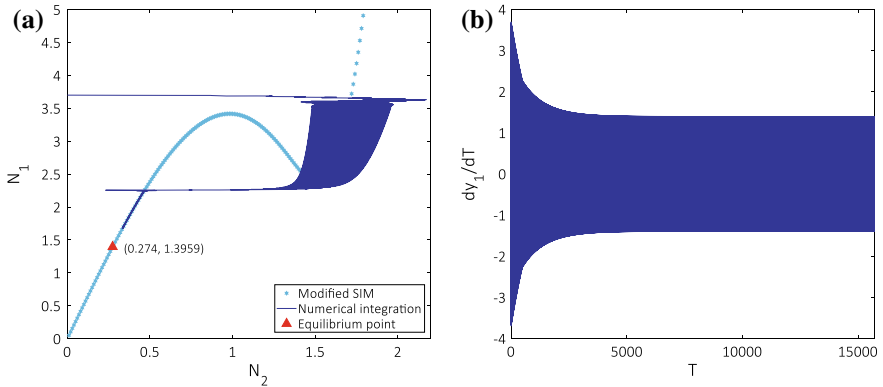 (a)
5
4.5
4
3.5
3
2.5
2
1.5
1
0.5
0
N1
(0.274, 1.3959)
Modified SIM
Numerical integration
Equilibrium point
0 0.5 1 1.5 2
N2
(b)
4
3
2
1
0
-1
-2
-3
-4
dy1/dT
0 5000 10000 15000
T